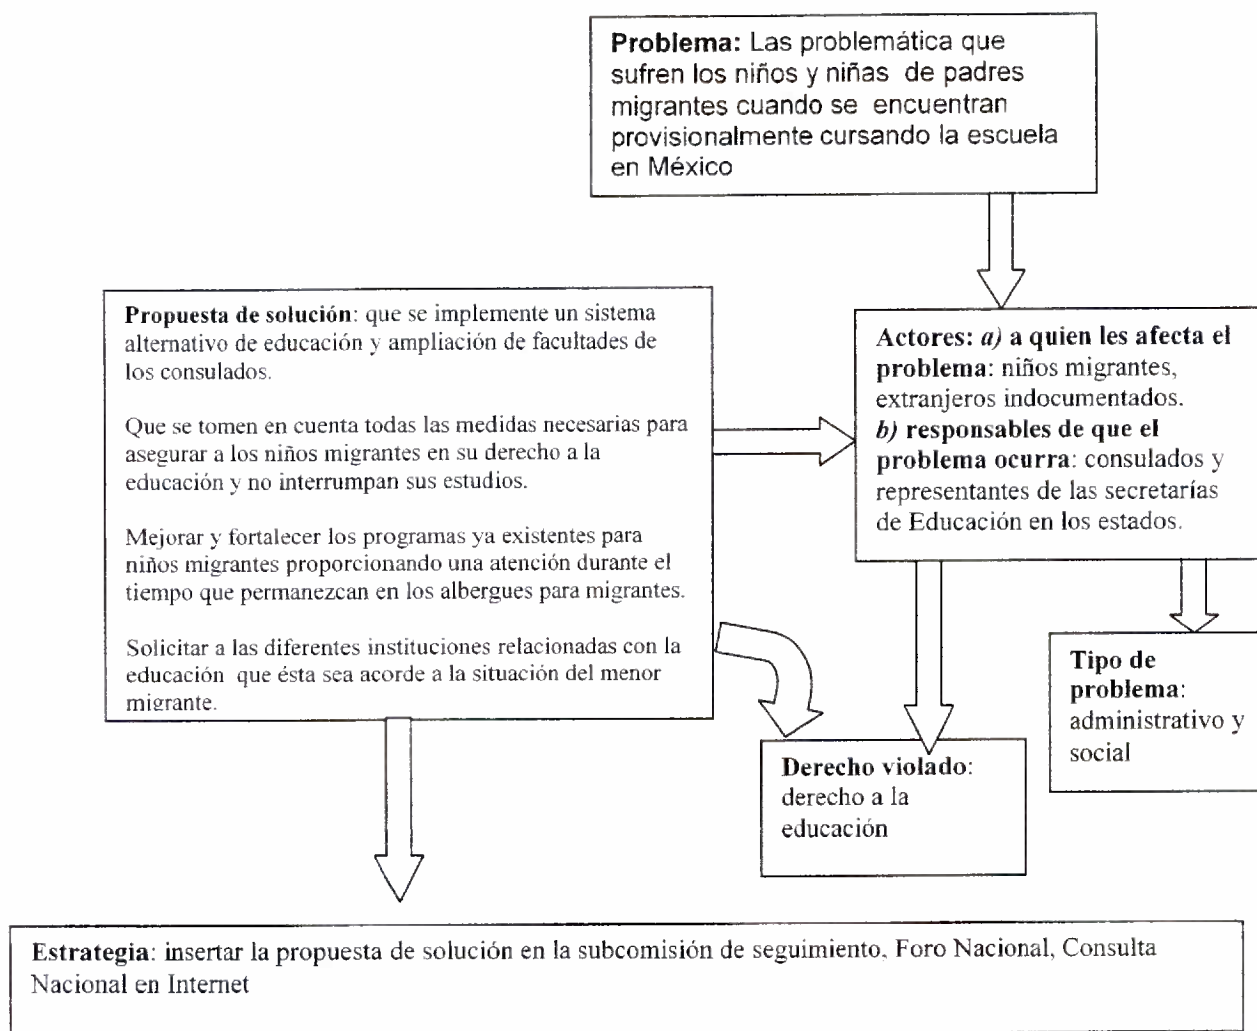 Problema: Las problemática que
sufren los niños y niñas de padres
migrantes cuando se encuentran
provisionalmente cursando la escuela
en México
Propuesta de solución: que se implemente un sistema
alternativo de educación y ampliación de facultades de
los consulados.
Que se tomen en cuenta todas las medidas necesarias para
asegurar a los niños migrantes en su derecho a la
educación y no interrumpan sus estudios.
Mejorar y fortalecer los programas ya existentes para
niños migrantes proporcionando una atención durante el
tiempo que permanezcan en los albergues para migrantes.
Solicitar a las diferentes instituciones relacionadas con la
educación que ésta sea acorde a la situación del menor
migrante.
Actores: a) a quien les afecta el
problema: niños migrantes,
extranjeros indocumentados.
b) responsables de que el
problema ocurra: consulados y
representantes de las secretarías
de Educación en los estados.
Tipo de
problema:
administrativo y
social
Derecho violado:
derecho a la
educación
Estrategia: insertar la propuesta de solución en la subcomisión de seguimiento, Foro Nacional, Consulta
Nacional en Internet